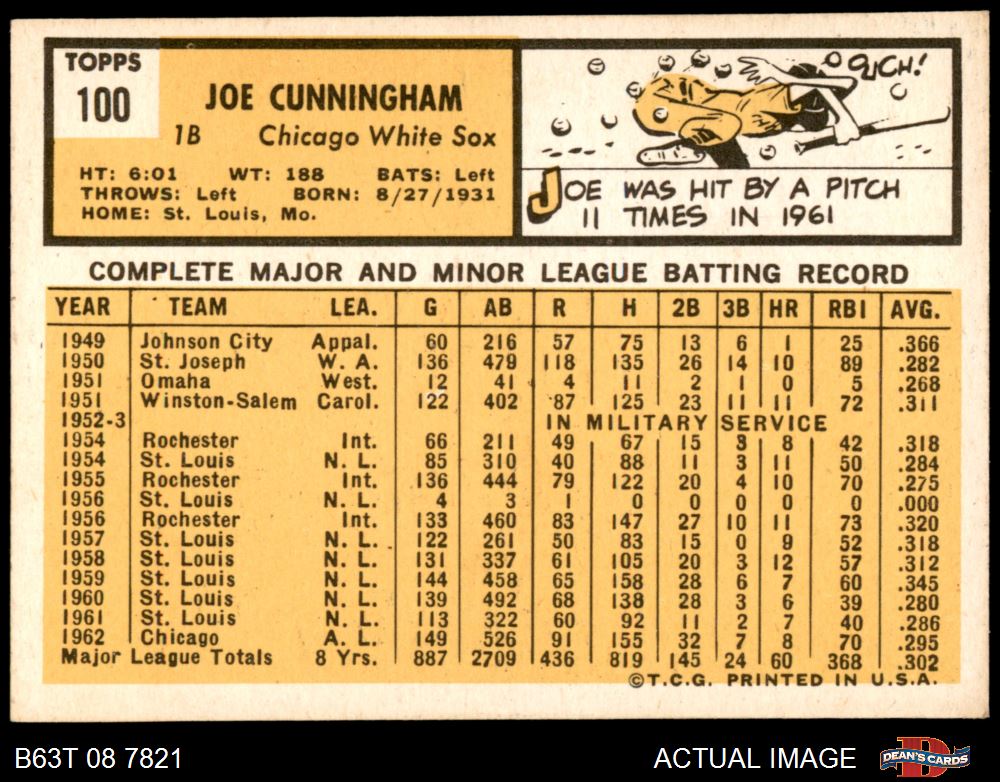 TOPPS
100
JOE CUNNINGHAM
1B Chicago White Sox
HT: 6:01 WT: 188 BATS: Left
THROWS: Left BORN: 8/27/1931
HOME: St. Louis, Mo.
OUCH!
JOE WAS HIT BY A PITCH
11 TIMES IN 1961
COMPLETE MAJOR AND MINOR LEAGUE BATTING RECORD
YEAR TEAM LEA. G AB R H 2B 3B HR RBI AVG.
1949 Johnson City Appal. 60 216 57 75 13 6 1 25 .366
1950 St. Joseph W. A. 136 479 118 135 26 14 10 89 .282
1951 Omaha West. 12 41 4 11 2 1 0 5 .268
1951 Winston-Salem Carol. 122 402 87 125 23 11 11 72 .311
1952-3 IN MILITARY SERVICE
1954 Rochester Int. 66 211 49 67 15 3 8 42 .318
1954 St. Louis N. L. 85 310 40 88 11 3 11 50 .284
1955 Rochester Int. 136 444 79 122 20 4 10 70 .275
1956 St. Louis N. L. 4 3 1 0 0 0 0 0 .000
1956 Rochester Int. 133 460 83 147 27 10 11 73 .320
1957 St. Louis N. L. 122 261 50 83 15 0 9 52 .318
1958 St. Louis N. L. 131 337 61 105 20 3 12 57 .312
1959 St. Louis N. L. 144 458 65 158 28 6 7 60 .345
1960 St. Louis N. L. 139 492 68 138 28 3 6 39 .280
1961 St. Louis N. L. 113 322 60 92 11 2 7 40 .286
1962 Chicago A. L. 149 526 91 155 32 7 8 70 .295
Major League Totals 8 Yrs. 887 2709 436 819 145 24 60 368 .302
©T.C.G. PRINTED IN U.S.A.
B63T 08 7821 ACTUAL IMAGE DEAN'S CARDS